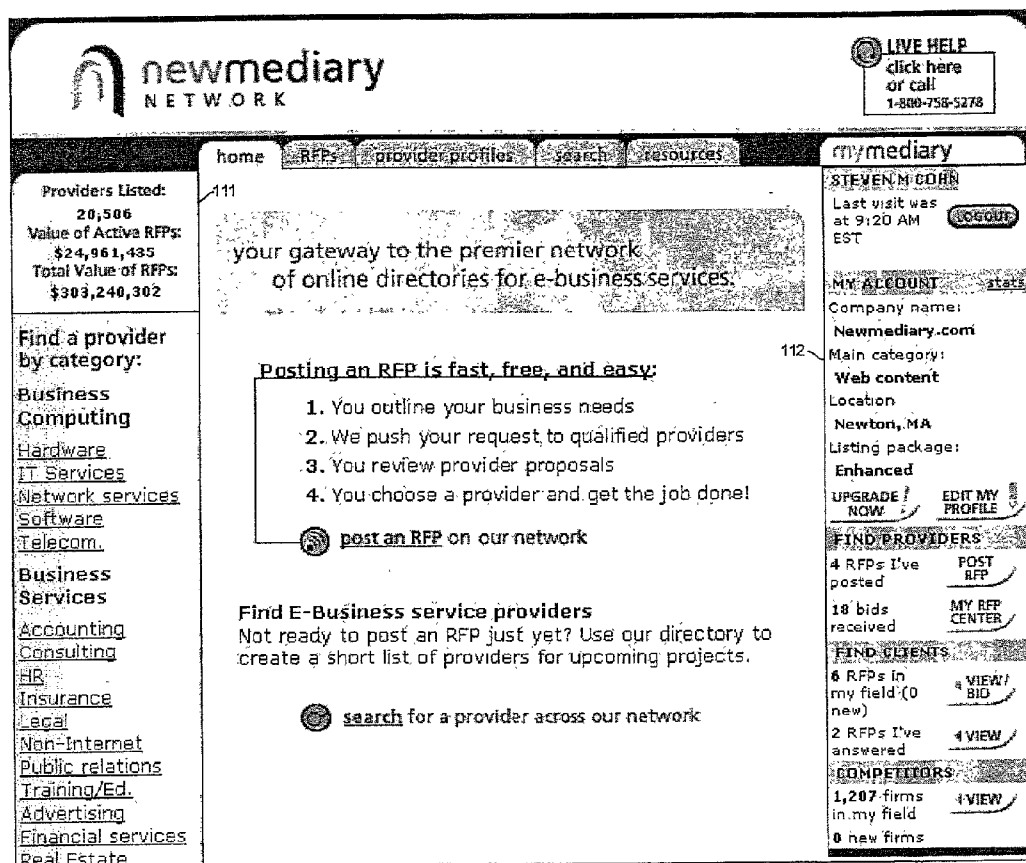 newmediary
NETWORK
LIVE HELP
click here
or call
1-800-758-5278
home
RFPs
provider profiles
search
resources
mymediary
Providers Listed:
20,506
Value of Active RFPs:
$24,961,435
Total Value of RFPs:
$303,240,302
Find a provider
by category:
Business
Computing
Hardware
IT Services
Network services
Software
Telecom.
Business
Services
Accounting
Consulting
HR
Insurance
Legal
Non-Internet
Public relations
Training/Ed.
Advertising
Financial services
Real Estate
111
your gateway to the premier network
of online directories for e-business services.
Posting an RFP is fast, free, and easy:
1. You outline your business needs
2. We push your request to qualified providers
3. You review provider proposals
4. You choose a provider and get the job done!
post an RFP on our network
Find E-Business service providers
Not ready to post an RFP just yet? Use our directory to
create a short list of providers for upcoming projects.
search for a provider across our network
112
STEVEN M CORN
Last visit was
at 9:20 AM
EST
LOGOUT
MY ACCOUNT stats
Company name:
Newmediary.com
Main category:
Web content
Location
Newton, MA
Listing package:
Enhanced
UPGRADE
NOW
EDIT MY
PROFILE
FIND PROVIDERS
4 RFPs I've
posted
POST
RFP
18 bids
received
MY RFP
CENTER
FIND CLIENTS
6 RFPs in
my field (0
new)
VIEW/
BID
2 RFPs I've
answered
VIEW
COMPETITORS
1,207 firms
in my field
VIEW
0 new firms